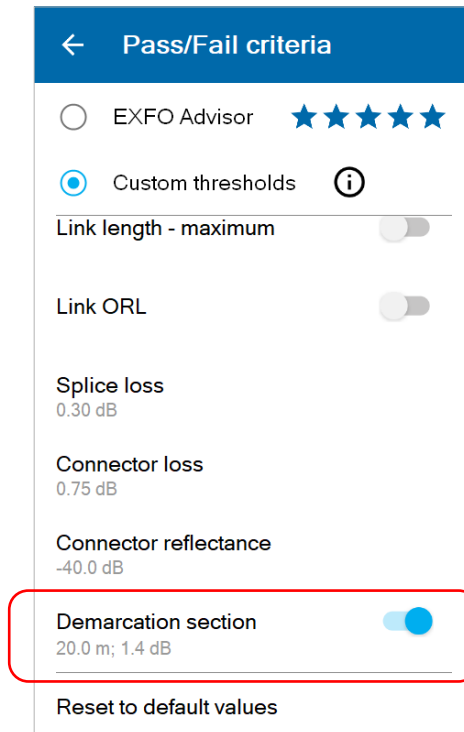 Pass/Fail criteria
EXFO Advisor
Custom thresholds
Link length - maximum
Link ORL
Splice loss
0.30 dB
Connector loss
0.75 dB
Connector reflectance
-40.0 dB
Demarcation section
20.0 m; 1.4 dB
Reset to default values